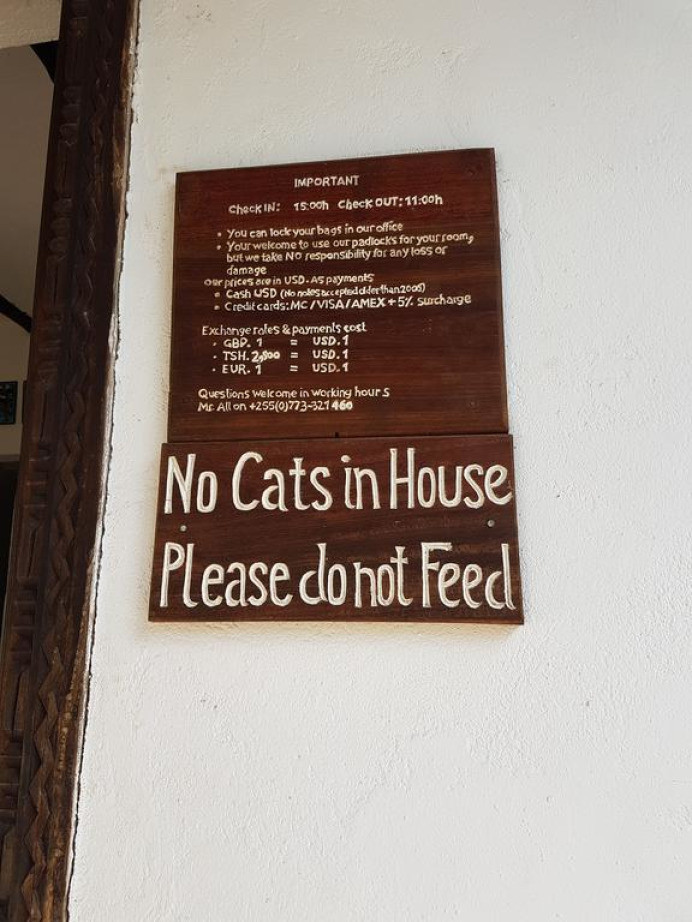 IMPORTANT
Check IN: 15:00h Check OUT: 11:00h
• You can lock your bags in our office
• Your welcome to use our padlocks for your room,
but we take NO responsibility for any loss or
damage
Our prices are in USD. As payments
• Cash USD (No notes accepted older than 2006)
• Credit cards: MC/VISA/AMEX + 5% surcharge
Exchange rates & payments cost
• GBP. 1 = USD. 1
• TSH. 2,800 = USD. 1
• EUR. 1 = USD. 1
Questions welcome in working hours
Mr. Ali on +255(0)773-321460
No Cats in House
Please do not Feed